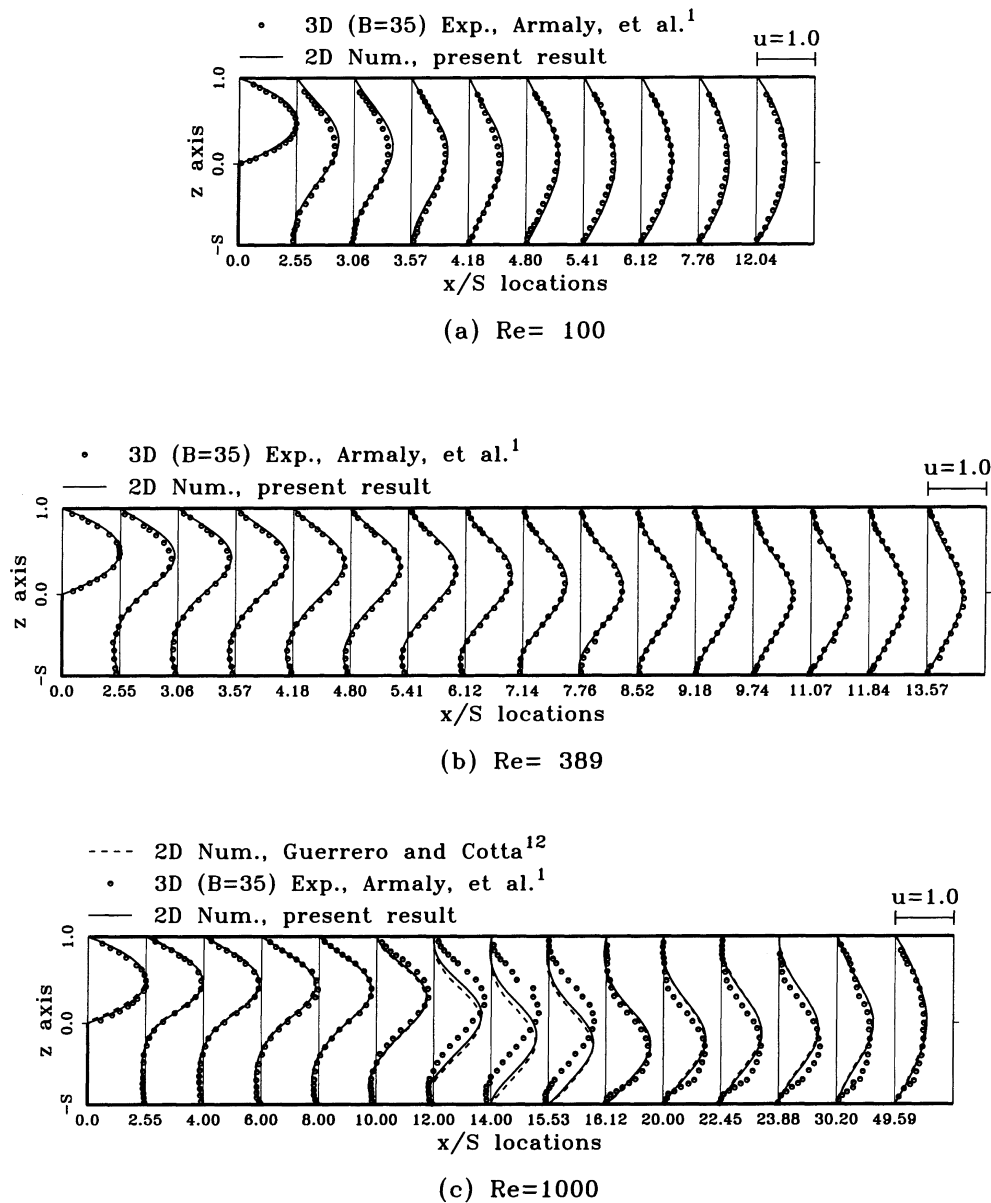 3D (B=35) Exp., Armaly, et al.1
2D Num., present result
u=1.0
1.0
z axis
0.0
-S
0.0 2.55 3.06 3.57 4.18 4.80 5.41 6.12 7.76 12.04
x/S locations
(a) Re= 100
3D (B=35) Exp., Armaly, et al.1
2D Num., present result
u=1.0
1.0
z axis
0.0
-S
0.0 2.55 3.06 3.57 4.18 4.80 5.41 6.12 7.14 7.76 8.52 9.18 9.74 11.07 11.84 13.57
x/S locations
(b) Re= 389
2D Num., Guerrero and Cotta12
3D (B=35) Exp., Armaly, et al.1
2D Num., present result
u=1.0
1.0
z axis
0.0
-S
0.0 2.55 4.00 6.00 8.00 10.00 12.00 14.00 15.53 18.12 20.00 22.45 23.88 30.20 49.59
x/S locations
(c) Re=1000